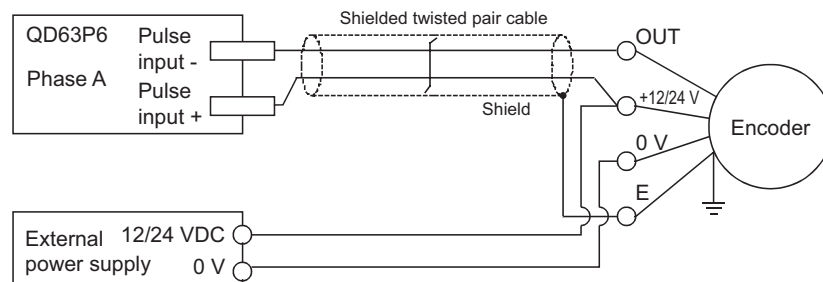 Shielded twisted pair cable
QD63P6
Phase A
Pulse
input -
Pulse
input +
Shield
OUT
+12/24 V
0 V
E
Encoder
External
power supply
12/24 VDC
0 V